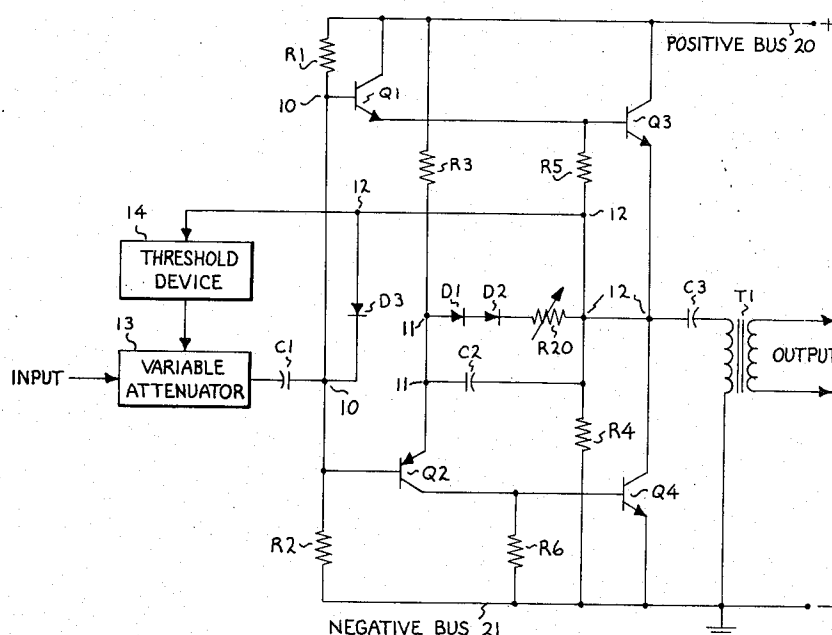 POSITIVE BUS 20
+
R1
10
Q1
Q3
R3
R5
12
12
14
THRESHOLD
DEVICE
D3
D1
D2
12
C3
T1
11
R20
OUTPUT
13
VARIABLE
ATTENUATOR
INPUT
C1
10
11
C2
R4
Q2
Q4
R2
R6
NEGATIVE BUS 21
-